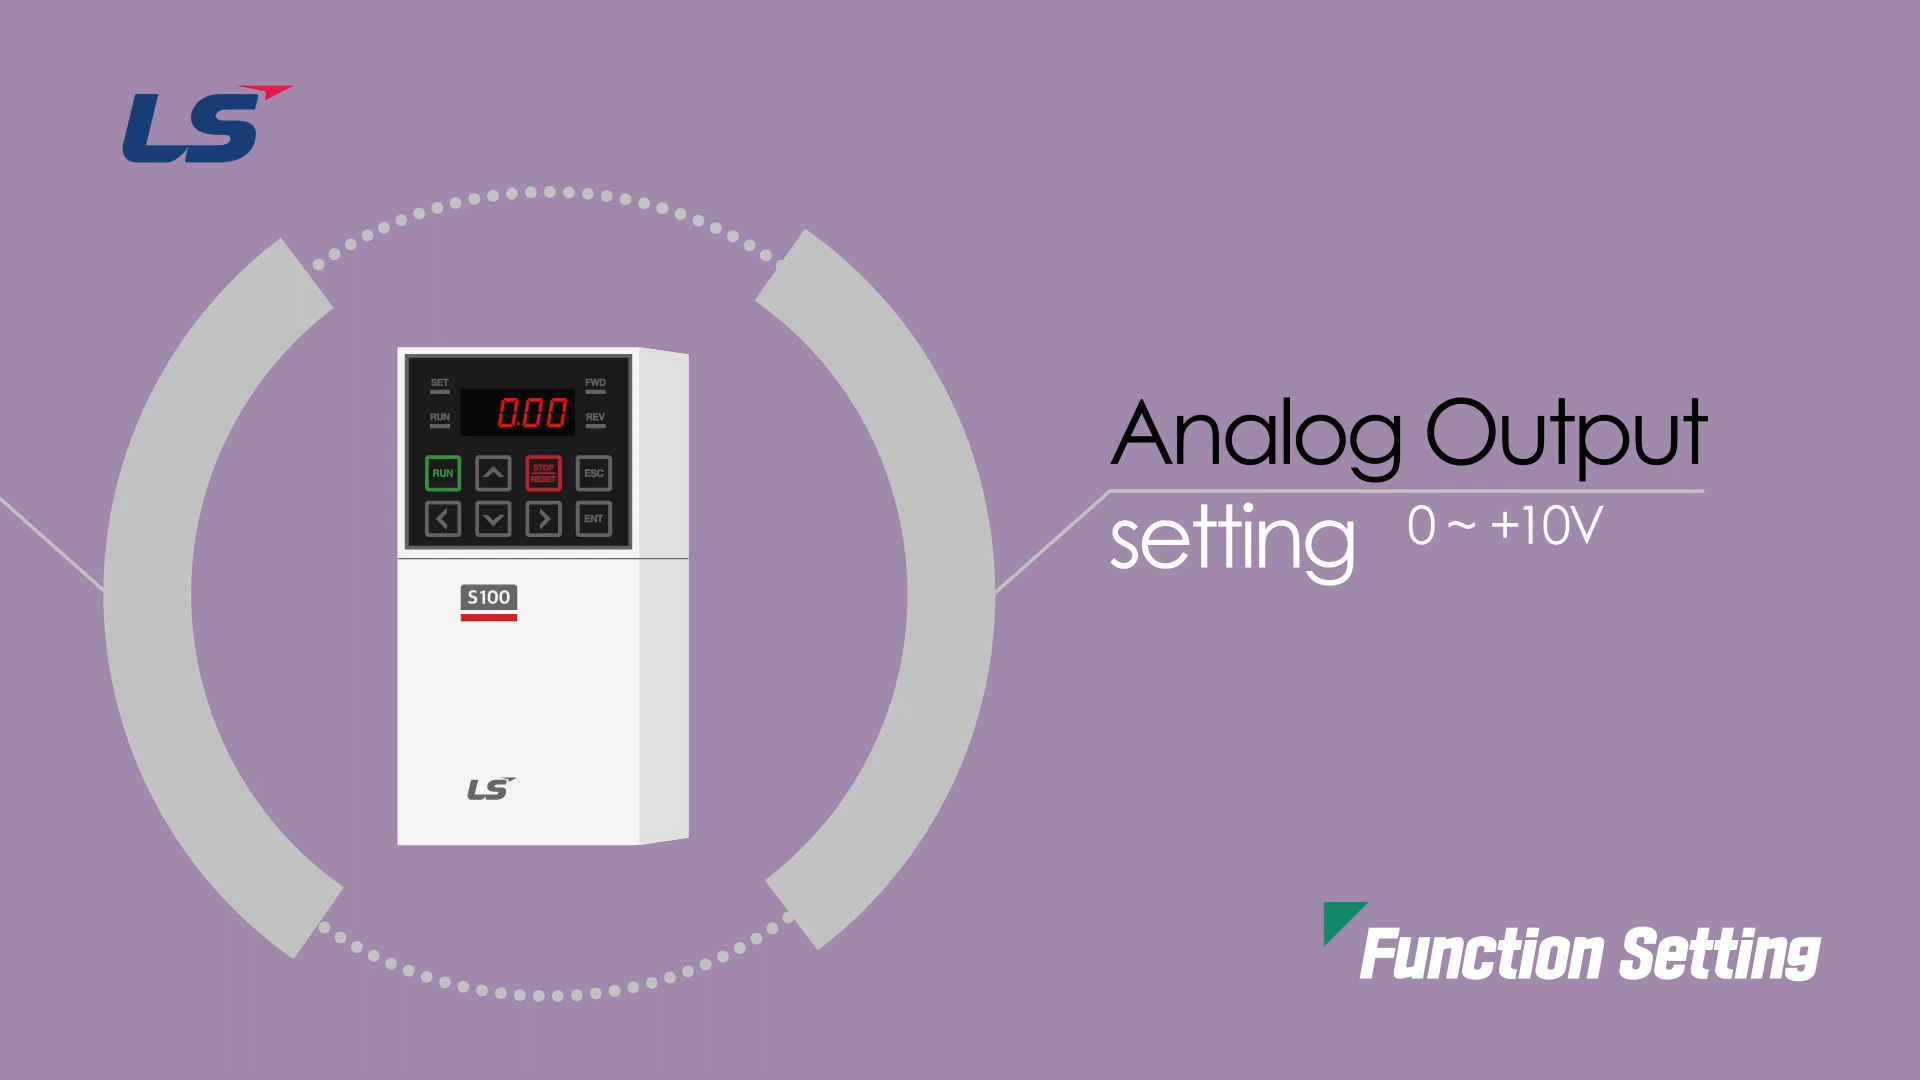 LS
SET
FWD
0.00
RUN
REV
RUN
STOP
RESET
ESC
ENT
S100
LS
Analog Output
setting 0 ~ +10V
Function Setting